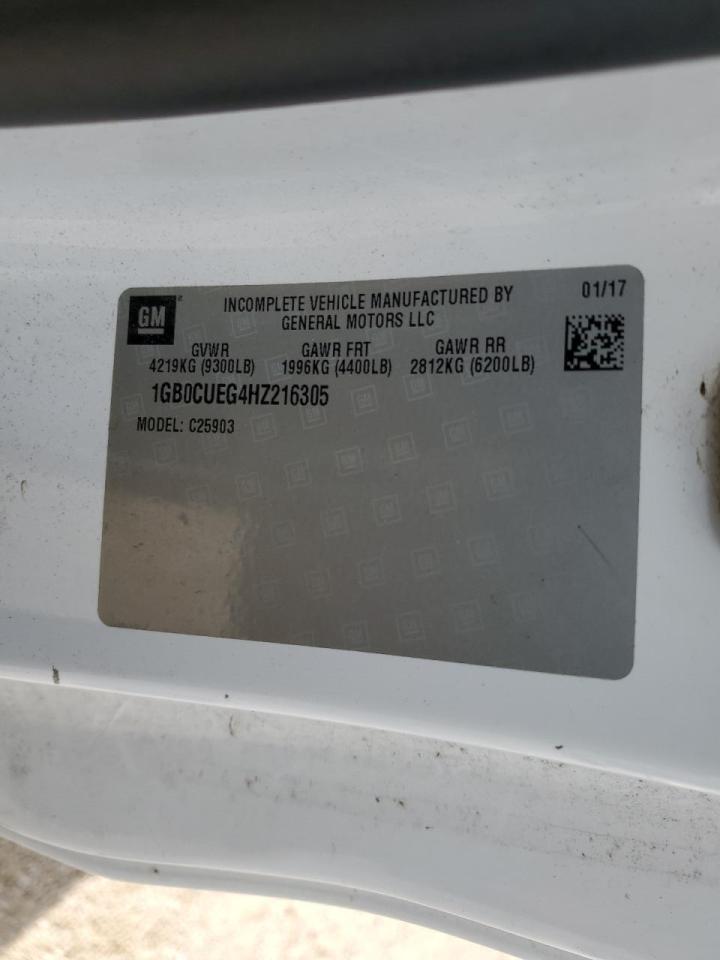 GM
INCOMPLETE VEHICLE MANUFACTURED BY
GENERAL MOTORS LLC
01/17
GVWR GAWR FRT GAWR RR
4219KG (9300LB) 1996KG (4400LB) 2812KG (6200LB)
1GB0CUEG4HZ216305
MODEL: C25903